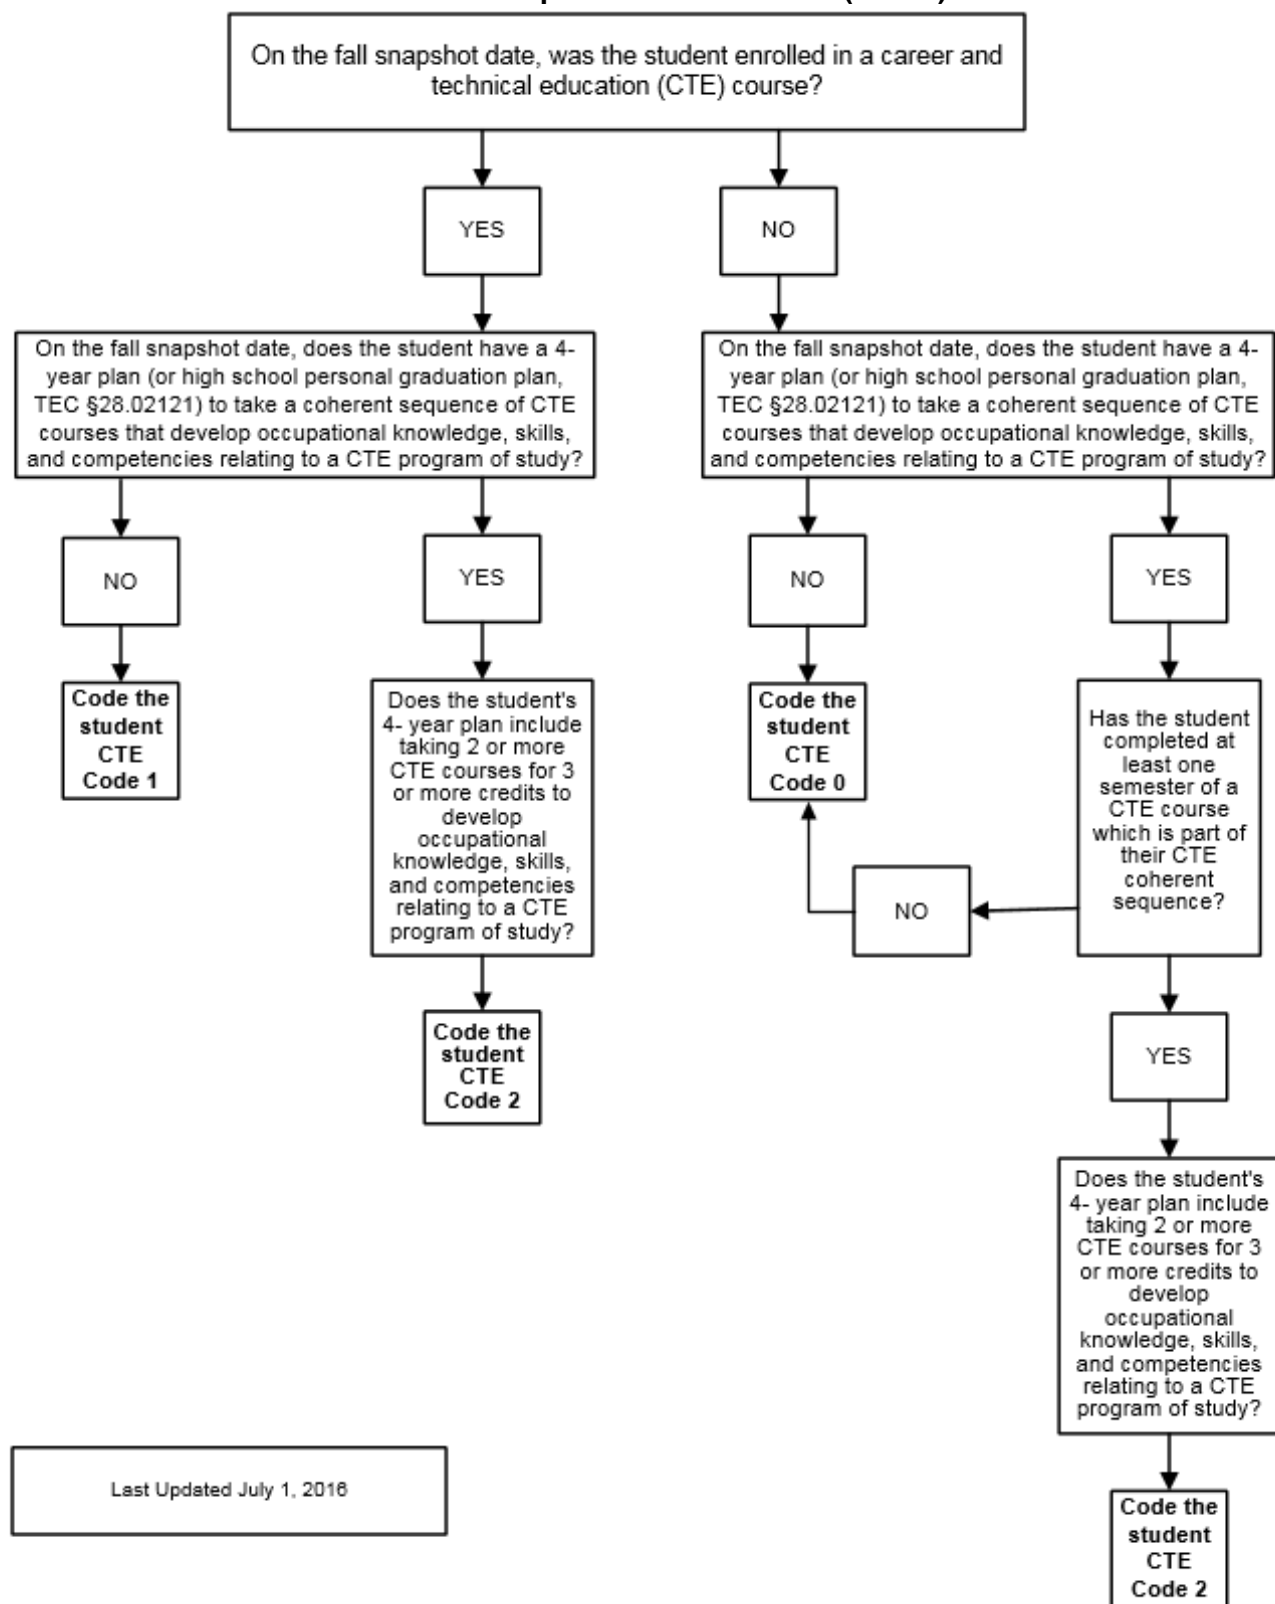 On the fall snapshot date, was the student enrolled in a career and
technical education (CTE) course?
YES
NO
On the fall snapshot date, does the student have a 4-
year plan (or high school personal graduation plan,
TEC §28.02121) to take a coherent sequence of CTE
courses that develop occupational knowledge, skills,
and competencies relating to a CTE program of study?
On the fall snapshot date, does the student have a 4-
year plan (or high school personal graduation plan,
TEC §28.02121) to take a coherent sequence of CTE
courses that develop occupational knowledge, skills,
and competencies relating to a CTE program of study?
NO
YES
NO
YES
Code the
student
CTE
Code 1
Does the student's
4- year plan include
taking 2 or more
CTE courses for 3
or more credits to
develop
occupational
knowledge, skills,
and competencies
relating to a CTE
program of study?
Code the
student
CTE
Code 0
Has the student
completed at
least one
semester of a
CTE course
which is part of
their CTE
coherent
sequence?
NO
Code the
student
CTE
Code 2
YES
Does the student's
4- year plan include
taking 2 or more
CTE courses for 3
or more credits to
develop
occupational
knowledge, skills,
and competencies
relating to a CTE
program of study?
Last Updated July 1, 2016
Code the
student
CTE
Code 2